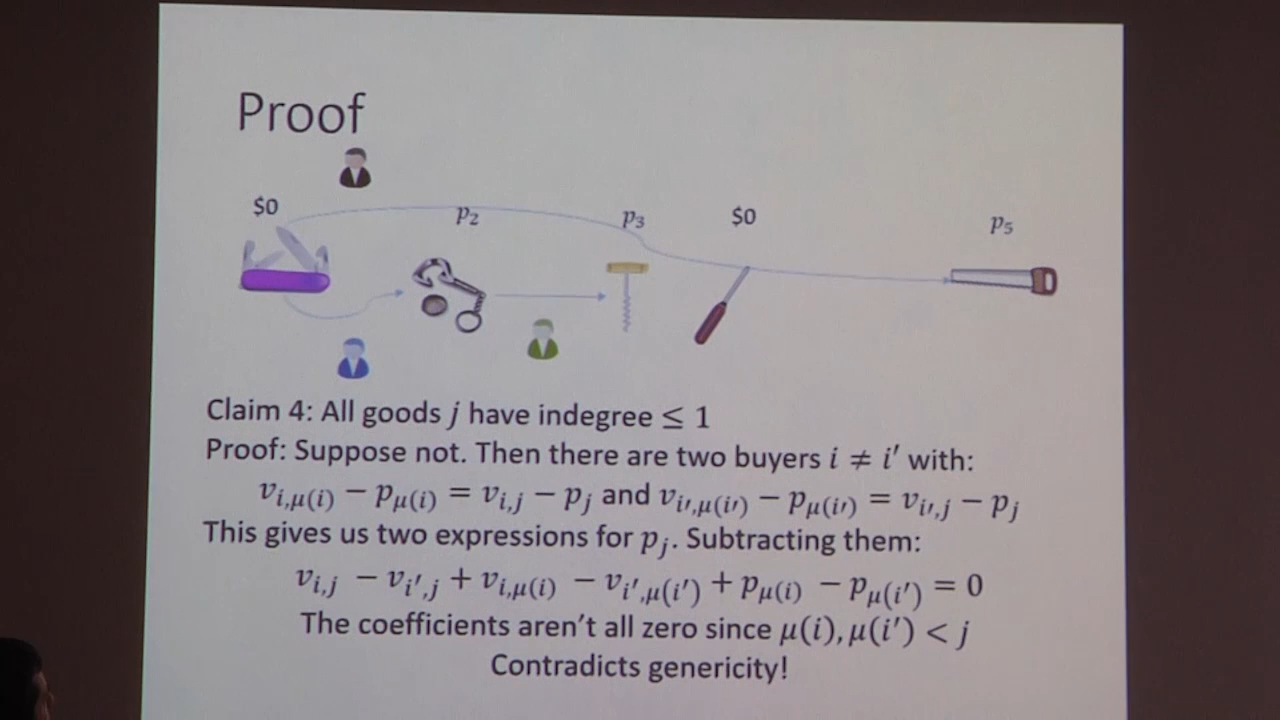 Proof
$0 p₂ p₃ $0 p₅
Claim 4: All goods j have indegree ≤ 1
Proof: Suppose not. Then there are two buyers i ≠ i′ with:
v_{i,μ(i)} − p_{μ(i)} = v_{i,j} − p_j and v_{i′,μ(i′)} − p_{μ(i′)} = v_{i′,j} − p_j
This gives us two expressions for p_j. Subtracting them:
v_{i,j} − v_{i′,j} + v_{i,μ(i)} − v_{i′,μ(i′)} + p_{μ(i)} − p_{μ(i′)} = 0
The coefficients aren't all zero since μ(i), μ(i′) < j
Contradicts genericity!